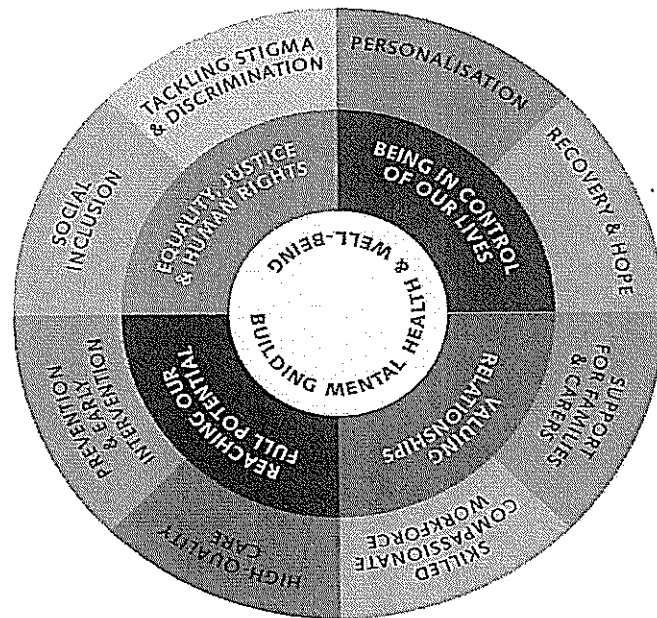 TACKLING STIGMA
& DISCRIMINATION
PERSONALISATION
RECOVERY & HOPE
SUPPORT
FOR FAMILIES
& CARERS
SKILLED
COMPASSIONATE
WORKFORCE
HIGH-QUALITY
CARE
PREVENTION
& EARLY
INTERVENTION
SOCIAL
INCLUSION
EQUALITY, JUSTICE
& HUMAN RIGHTS
BEING IN CONTROL
OF OUR LIVES
VALUING
RELATIONSHIPS
REACHING OUR
FULL POTENTIAL
BUILDING MENTAL HEALTH & WELL-BEING